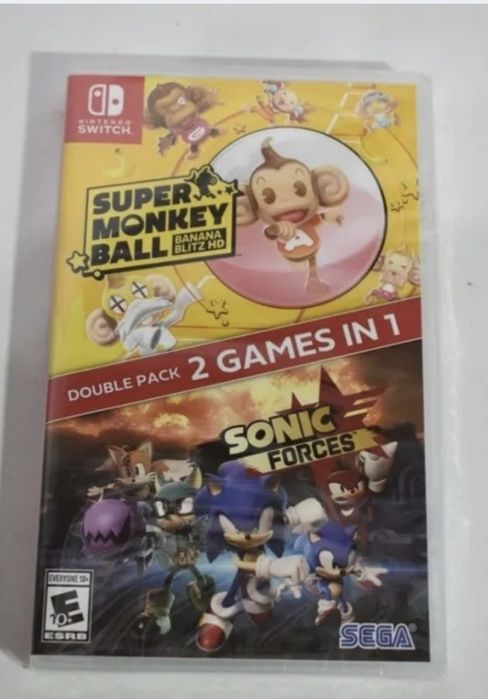 NINTENDO
SWITCH
SUPER
MONKEY
BALL
BANANA
BLITZ HD
DOUBLE PACK 2 GAMES IN 1
SONIC
FORCES
EVERYONE 10+
E
10+
ESRB
SEGA